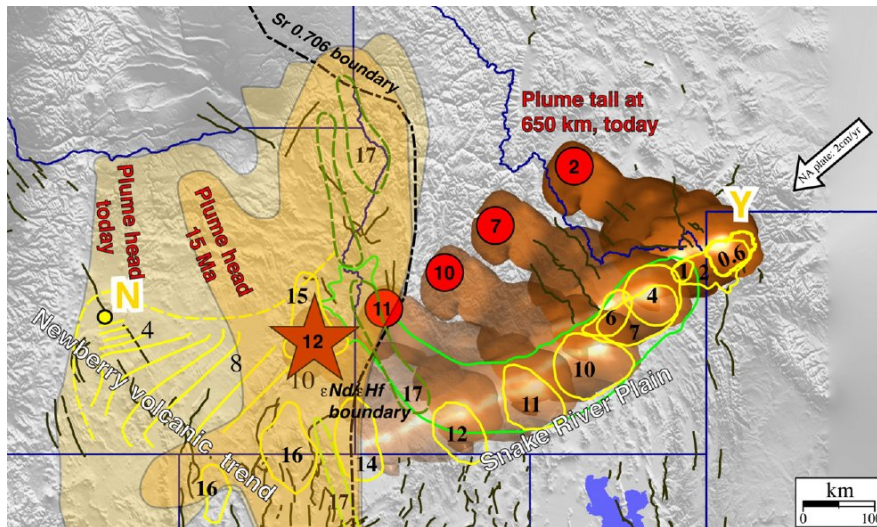 Sr 0.706 boundary
17
Plume tail at
650 km, today
2
NA plate: 2cm/yr
7
Y
Plume head
today
Plume head
15 Ma
10
1
2
0.6
N
15
11
4
4
12
6
7
8
10
εNd/εHf
boundary
10
17
11
Newberry volcanic trend
Snake River Plain
12
16
14
16
17
km
0
100